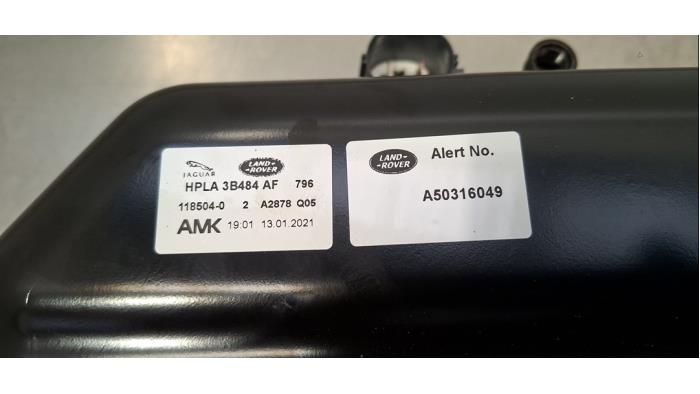 JAGUAR
LAND-
-ROVER
HPLA 3B484 AF 796
118504-0 2 A2878 Q05
AMK 19:01 13.01.2021
LAND-
-ROVER
Alert No.
A50316049